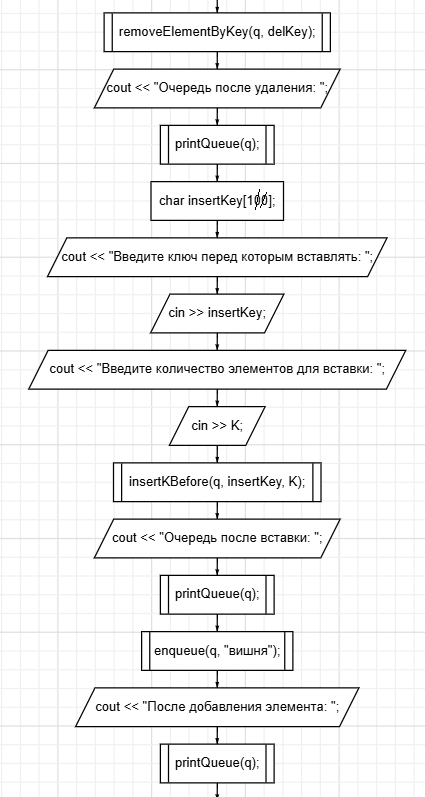 removeElementByKey(q, delKey);
cout << "Очередь после удаления: ";
printQueue(q);
char insertKey[100];
cout << "Введите ключ перед которым вставлять: ";
cin >> insertKey;
cout << "Введите количество элементов для вставки: ";
cin >> K;
insertKBefore(q, insertKey, K);
cout << "Очередь после вставки: ";
printQueue(q);
enqueue(q, "вишня");
cout << "После добавления элемента: ";
printQueue(q);